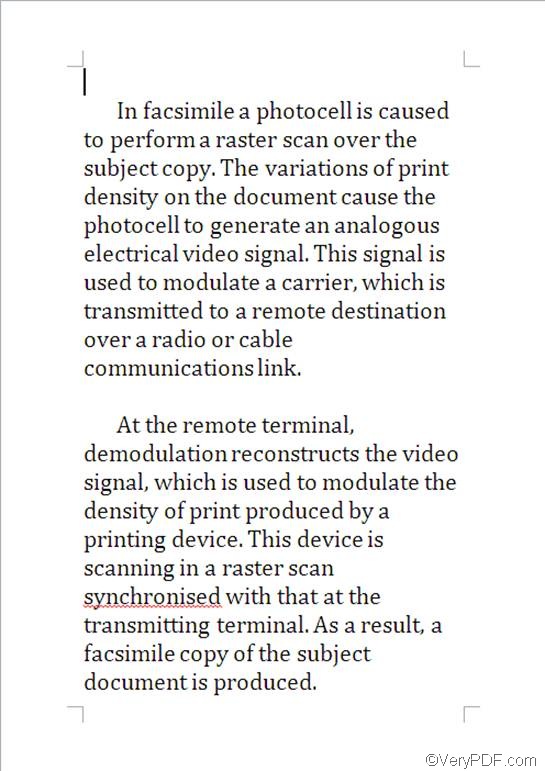 In facsimile a photocell is caused
to perform a raster scan over the
subject copy. The variations of print
density on the document cause the
photocell to generate an analogous
electrical video signal. This signal is
used to modulate a carrier, which is
transmitted to a remote destination
over a radio or cable
communications link.
At the remote terminal,
demodulation reconstructs the video
signal, which is used to modulate the
density of print produced by a
printing device. This device is
scanning in a raster scan
synchronised with that at the
transmitting terminal. As a result, a
facsimile copy of the subject
document is produced.
©VeryPDF.com